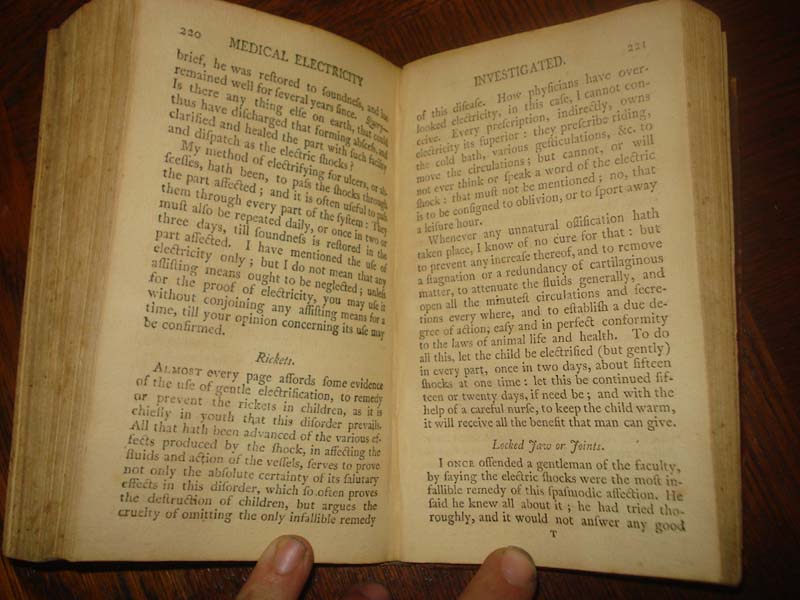 220
MEDICAL ELECTRICITY
brief, he was reſtored to ſoundneſs, and has
remained well for ſeveral years ſince.
Is there any thing elſe on earth, that could
thus have diſcharged that forming abſceſs, and
clarified and healed the part with ſuch facility
and diſpatch as the electric ſhocks?
My method of electrifying for ulcers, or ab-
ſceſſes, hath been, to paſs the ſhocks through
the part affected; and it is often uſeful to paſs
them through every part of the ſyſtem: They
muſt alſo be repeated daily, or once in two or
three days, till ſoundneſs is reſtored in the
part affected. I have mentioned the uſe of
electricity only; but I do not mean that any
aſſiſting means ought to be neglected; unleſs
for the proof of electricity, you may uſe it
without conjoining any aſſiſting means for a
time, till your opinion concerning its uſe may
be confirmed.
Rickets.
ALMOST every page affords ſome evidence
of the uſe of gentle electrification, to remedy
or prevent the rickets in children, as it is
chiefly in youth that this diſorder prevails.
All that hath been advanced of the various ef-
fects produced by the ſhock, in affecting the
fluids and action of the veſſels, ſerves to prove
not only the abſolute certainty of its ſalutary
effects in this diſorder, which ſo often proves
the deſtruction of children, but argues the
cruelty of omitting the only infallible remedy
INVESTIGATED.
221
of this diſeaſe. How phyſicians have over-
looked electricity, in this caſe, I cannot con-
ceive. Every preſcription, indirectly, owns
electricity its ſuperior: they preſcribe riding,
the cold bath, various geſticulations, &c. to
move the circulations; but cannot, or will
not ever think or ſpeak a word of the electric
ſhock: that muſt not be mentioned; no, that
is to be conſigned to oblivion, or to ſport away
a leiſure hour.
Whenever any unnatural oſſification hath
taken place, I know of no cure for that: but
to prevent any increaſe thereof, and to remove
a ſtagnation or a redundancy of cartilaginous
matter, to attenuate the fluids generally, and
open all the minuteſt circulations and ſecre-
tions every where, and to eſtabliſh a due de-
gree of action; eaſy and in perfect conformity
to the laws of animal life and health. To do
all this, let the child be electrified (but gently)
in every part, once in two days, about fifteen
ſhocks at one time: let this be continued fif-
teen or twenty days, if need be; and with the
help of a careful nurſe, to keep the child warm,
it will receive all the benefit that man can give.
Locked Jaw or Joints.
I ONCE offended a gentleman of the faculty,
by ſaying the electric ſhocks were the moſt in-
fallible remedy of this ſpaſmodic affection. He
ſaid he knew all about it; he had tried tho-
roughly, and it would not anſwer any good
T